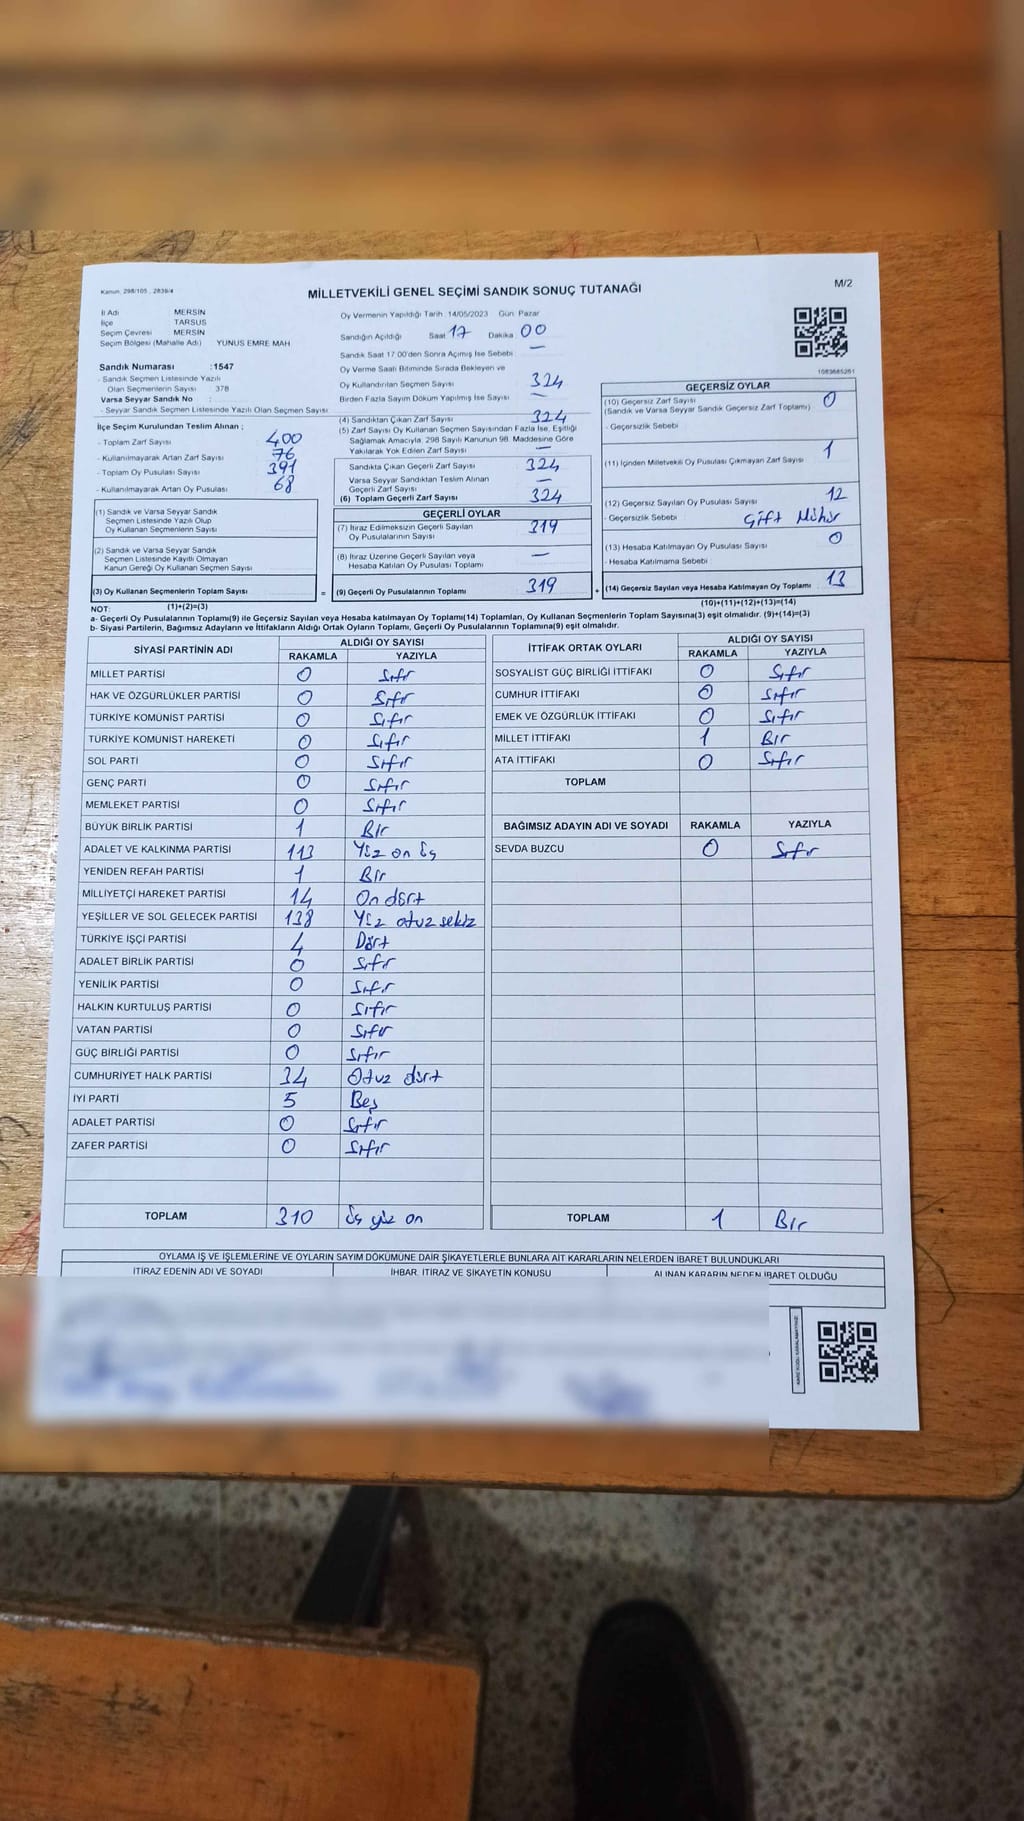 Kanun, 298/105 , 2839/4
MİLLETVEKİLİ GENEL SEÇİMİ SANDIK SONUÇ TUTANAĞI
M/2
İl Adı MERSİN
İlçe TARSUS
Seçim Çevresi MERSİN
Seçim Bölgesi (Mahalle Adı) YUNUS EMRE MAH
Sandık Numarası :1547
- Sandık Seçmen Listesinde Yazılı
Olan Seçmenlerin Sayısı : 378
Varsa Seyyar Sandık No :
- Seyyar Sandık Seçmen Listesinde Yazılı Olan Seçmen Sayısı
İlçe Seçim Kurulundan Teslim Alınan ;
- Toplam Zarf Sayısı 400
- Kullanılmayarak Artan Zarf Sayısı 76
- Toplam Oy Pusulası Sayısı 391
- Kullanılmayarak Artan Oy Pusulası 68
(1) Sandık ve Varsa Seyyar Sandık
Seçmen Listesinde Yazılı Olup
Oy Kullanan Seçmenlerin Sayısı
(2) Sandık ve Varsa Seyyar Sandık
Seçmen Listesinde Kayıtlı Olmayan
Kanun Gereği Oy Kullanan Seçmen Sayısı
(3) Oy Kullanan Seçmenlerin Toplam Sayısı =
(1)+(2)=(3)
Oy Vermenin Yapıldığı Tarih :14/05/2023 Gün: Pazar
Sandığın Açıldığı Saat 17 Dakika 00
Sandık Saat 17:00'den Sonra Açımış İse Sebebi : —
Oy Verme Saati Bitiminde Sırada Bekleyen ve
Oy Kullandırılan Seçmen Sayısı 324
Birden Fazla Sayım Döküm Yapılmış İse Sayısı —
(4) Sandıktan Çıkan Zarf Sayısı 324
(5) Zarf Sayısı Oy Kullanan Seçmen Sayısından Fazla İse, Eşitliği
Sağlamak Amacıyla, 298 Sayılı Kanunun 98. Maddesine Göre
Yakılarak Yok Edilen Zarf Sayısı —
Sandıkta Çıkan Geçerli Zarf Sayısı 324
Varsa Seyyar Sandıktan Teslim Alınan
Geçerli Zarf Sayısı —
(6) Toplam Geçerli Zarf Sayısı 324
GEÇERLİ OYLAR
(7) İtiraz Edilmeksizin Geçerli Sayılan
Oy Pusulalarının Sayısı 319
(8) İtiraz Üzerine Geçerli Sayılan veya
Hesaba Katılan Oy Pusulası Toplamı —
(9) Geçerli Oy Pusulalarının Toplamı 319 +
1083685261
GEÇERSİZ OYLAR
(10) Geçersiz Zarf Sayısı 0
(Sandık ve Varsa Seyyar Sandık Geçersiz Zarf Toplamı)
- Geçersizlik Sebebi
(11) İçinden Milletvekili Oy Pusulası Çıkmayan Zarf Sayısı 1
(12) Geçersiz Sayılan Oy Pusulası Sayısı 12
- Geçersizlik Sebebi Çift Mühür
(13) Hesaba Katılmayan Oy Pusulası Sayısı 0
- Hesaba Katılmama Sebebi :
(14) Geçersiz Sayılan veya Hesaba Katılmayan Oy Toplamı 13
(10)+(11)+(12)+(13)=(14)
NOT:
a- Geçerli Oy Pusulalarının Toplamı(9) ile Geçersiz Sayılan veya Hesaba katılmayan Oy Toplamı(14) Toplamları, Oy Kullanan Seçmenlerin Toplam Sayısına(3) eşit olmalıdır. (9)+(14)=(3)
b- Siyasi Partilerin, Bağımsız Adayların ve İttifakların Aldığı Ortak Oyların Toplamı, Geçerli Oy Pusulalarının Toplamına(9) eşit olmalıdır.
SİYASİ PARTİNİN ADI ALDIĞI OY SAYISI
RAKAMLA YAZIYLA
MİLLET PARTİSİ 0 Sıfır
HAK VE ÖZGÜRLÜKLER PARTİSİ 0 Sıfır
TÜRKİYE KOMÜNİST PARTİSİ 0 Sıfır
TÜRKİYE KOMÜNİST HAREKETİ 0 Sıfır
SOL PARTİ 0 Sıfır
GENÇ PARTİ 0 Sıfır
MEMLEKET PARTİSİ 0 Sıfır
BÜYÜK BİRLİK PARTİSİ 1 Bir
ADALET VE KALKINMA PARTİSİ 113 Yüz on üç
YENİDEN REFAH PARTİSİ 1 Bir
MİLLİYETÇİ HAREKET PARTİSİ 14 On dört
YEŞİLLER VE SOL GELECEK PARTİSİ 138 Yüz otuz sekiz
TÜRKİYE İŞÇİ PARTİSİ 4 Dört
ADALET BİRLİK PARTİSİ 0 Sıfır
YENİLİK PARTİSİ 0 Sıfır
HALKIN KURTULUŞ PARTİSİ 0 Sıfır
VATAN PARTİSİ 0 Sıfır
GÜÇ BİRLİĞİ PARTİSİ 0 Sıfır
CUMHURİYET HALK PARTİSİ 34 Otuz dört
İYİ PARTİ 5 Beş
ADALET PARTİSİ 0 Sıfır
ZAFER PARTİSİ 0 Sıfır
TOPLAM 310 üç yüz on
İTTİFAK ORTAK OYLARI ALDIĞI OY SAYISI
RAKAMLA YAZIYLA
SOSYALİST GÜÇ BİRLİĞİ İTTİFAKI 0 Sıfır
CUMHUR İTTİFAKI 0 Sıfır
EMEK VE ÖZGÜRLÜK İTTİFAKI 0 Sıfır
MİLLET İTTİFAKI 1 Bir
ATA İTTİFAKI 0 Sıfır
TOPLAM
BAĞIMSIZ ADAYIN ADI VE SOYADI RAKAMLA YAZIYLA
SEVDA BUZCU 0 Sıfır
TOPLAM 1 Bir
OYLAMA İŞ VE İŞLEMLERİNE VE OYLARIN SAYIM DÖKÜMÜNE DAİR ŞİKAYETLERLE BUNLARA AİT KARARLARIN NELERDEN İBARET BULUNDUKLARI
İTİRAZ EDENİN ADI VE SOYADI İHBAR, İTİRAZ VE ŞİKAYETİN KONUSU ALINAN KARARIN NEDEN İBARET OLDUĞU